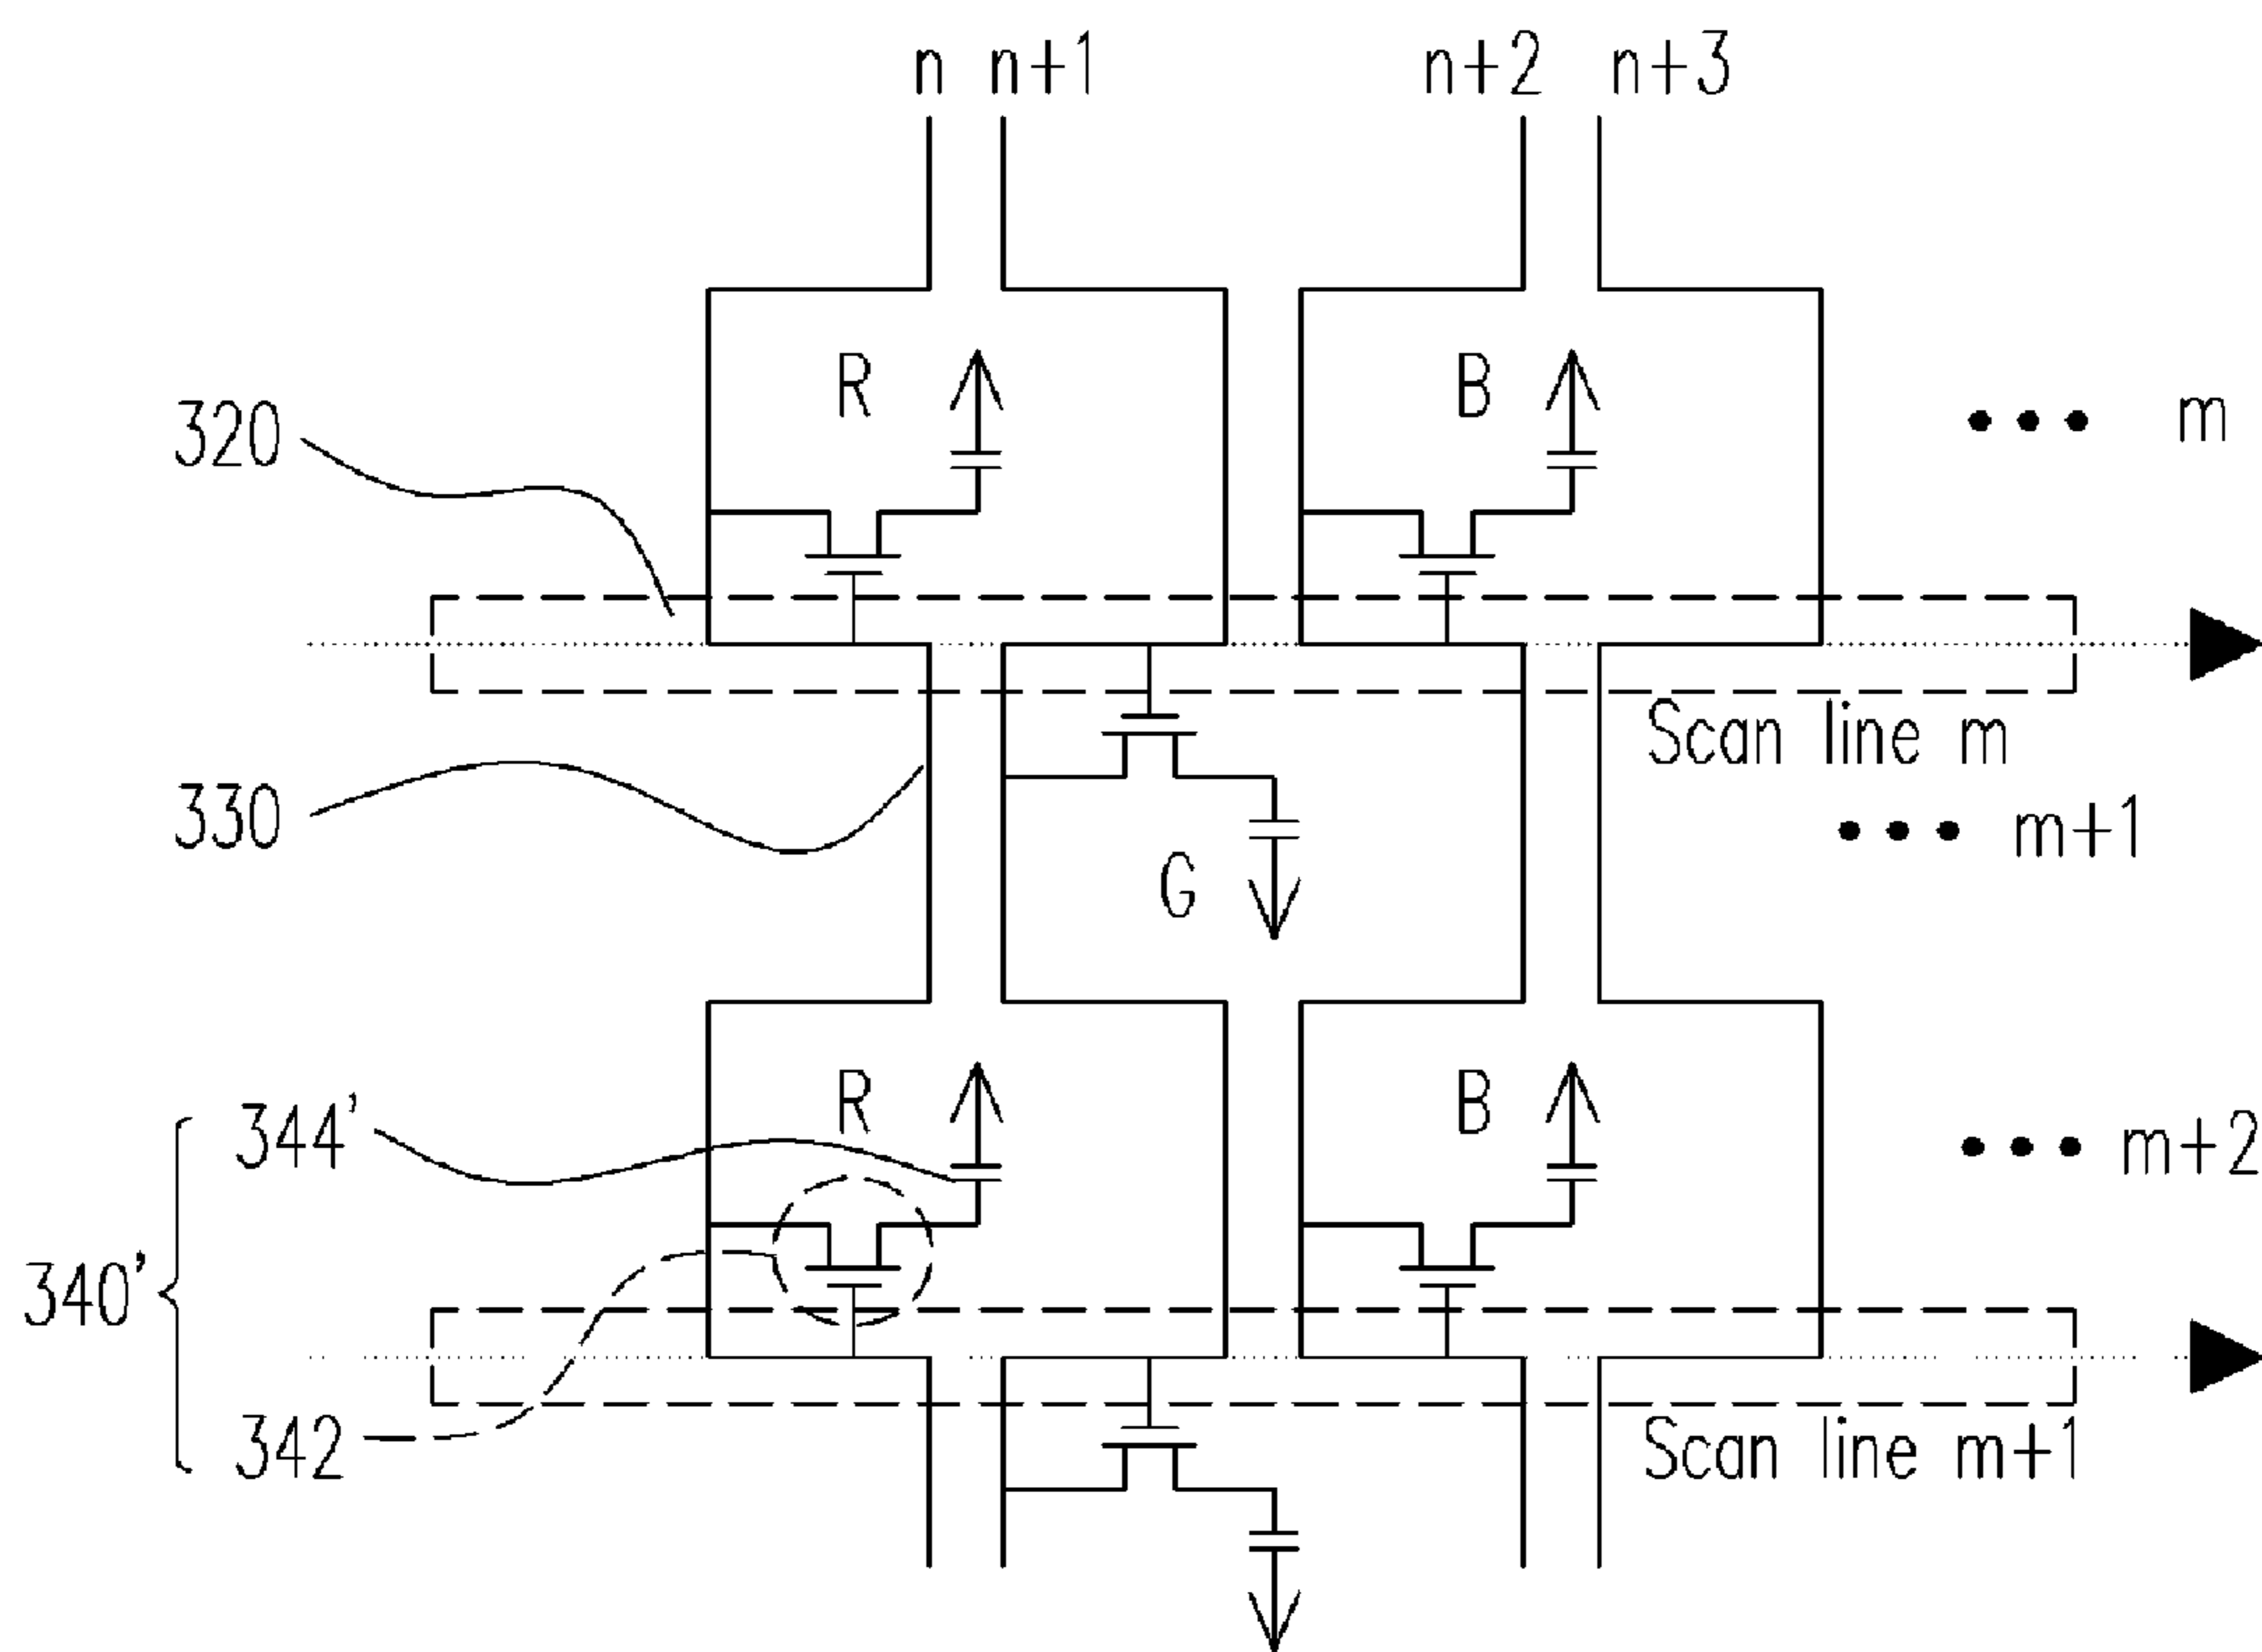 n n+1 n+2 n+3
R B ••• m
320
Scan line m
330
••• m+1
G
R B
344' ••• m+2
340'
342
Scan line m+1